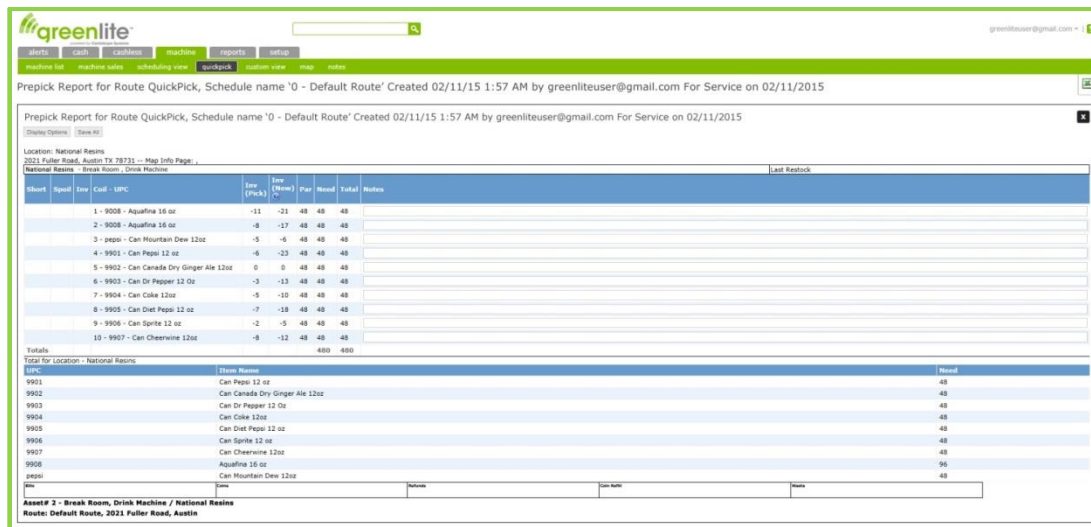 greenlite
greenliteuser@gmail.com
alerts cash cashless machine reports setup
machine list machine sales scheduling view quickpick custom view map notes
Prepick Report for Route QuickPick, Schedule name '0 - Default Route' Created 02/11/15 1:57 AM by greenliteuser@gmail.com For Service on 02/11/2015
Prepick Report for Route QuickPick, Schedule name '0 - Default Route' Created 02/11/15 1:57 AM by greenliteuser@gmail.com For Service on 02/11/2015
X
Display Options Save All
Location: National Resins
2021 Fuller Road, Austin TX 78731 -- Map Info Page: ,
National Resins - Break Room , Drink Machine Last Restock
Short Spoil Inv Coil - UPC Inv (Pick) Inv (Now) Par Need Total Notes
1 - 9008 - Aquafina 16 oz -11 -21 48 48 48
2 - 9008 - Aquafina 16 oz -8 -17 48 48 48
3 - pepsi - Can Mountain Dew 12oz -5 -6 48 48 48
4 - 9901 - Can Pepsi 12 oz -6 -23 48 48 48
5 - 9902 - Can Canada Dry Ginger Ale 12oz 0 0 48 48 48
6 - 9903 - Can Dr Pepper 12 Oz -3 -13 48 48 48
7 - 9904 - Can Coke 12oz -5 -10 48 48 48
8 - 9905 - Can Diet Pepsi 12 oz -7 -18 48 48 48
9 - 9906 - Can Sprite 12 oz -2 -5 48 48 48
10 - 9907 - Can Cheerwine 12oz -8 -12 48 48 48
Totals 480 480
Total for Location - National Resins
UPC Item Name Need
9901 Can Pepsi 12 oz 48
9902 Can Canada Dry Ginger Ale 12oz 48
9903 Can Dr Pepper 12 Oz 48
9904 Can Coke 12oz 48
9905 Can Diet Pepsi 12 oz 48
9906 Can Sprite 12 oz 48
9907 Can Cheerwine 12oz 48
9908 Aquafina 16 oz 96
pepsi Can Mountain Dew 12oz 48
Bills Coins Refunds Coin Refill Waste
Asset# 2 - Break Room, Drink Machine / National Resins
Route: Default Route, 2021 Fuller Road, Austin